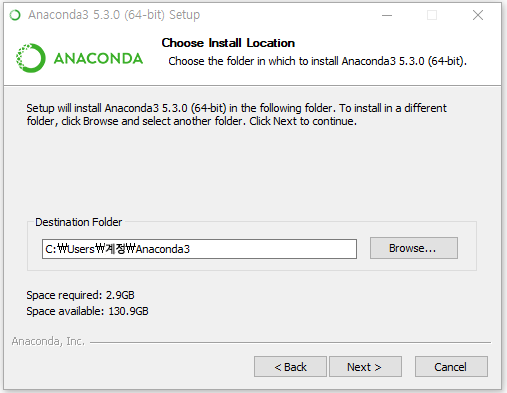 Anaconda3 5.3.0 (64-bit) Setup
ANACONDA
Choose Install Location
Choose the folder in which to install Anaconda3 5.3.0 (64-bit).
Setup will install Anaconda3 5.3.0 (64-bit) in the following folder. To install in a different
folder, click Browse and select another folder. Click Next to continue.
Destination Folder
C:₩Users₩계정₩Anaconda3
Browse...
Space required: 2.9GB
Space available: 130.9GB
Anaconda, Inc.
< Back
Next >
Cancel